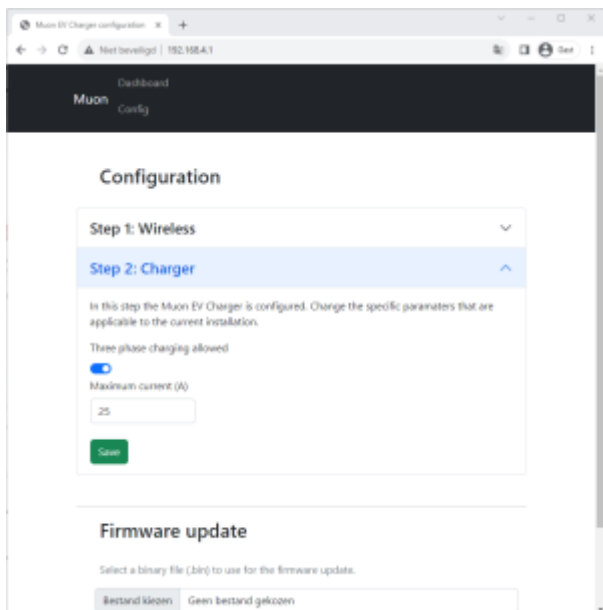 Muon EV Charger configuration
Niet beveiligd | 192.168.4.1
Gast
Dashboard
Muon
Config
Configuration
Step 1: Wireless
Step 2: Charger
In this step the Muon EV Charger is configured. Change the specific paramaters that are
applicable to the current installation.
Three phase charging allowed
Maximum current (A)
25
Save
Firmware update
Select a binary file (.bin) to use for the firmware update.
Bestand kiezen Geen bestand gekozen